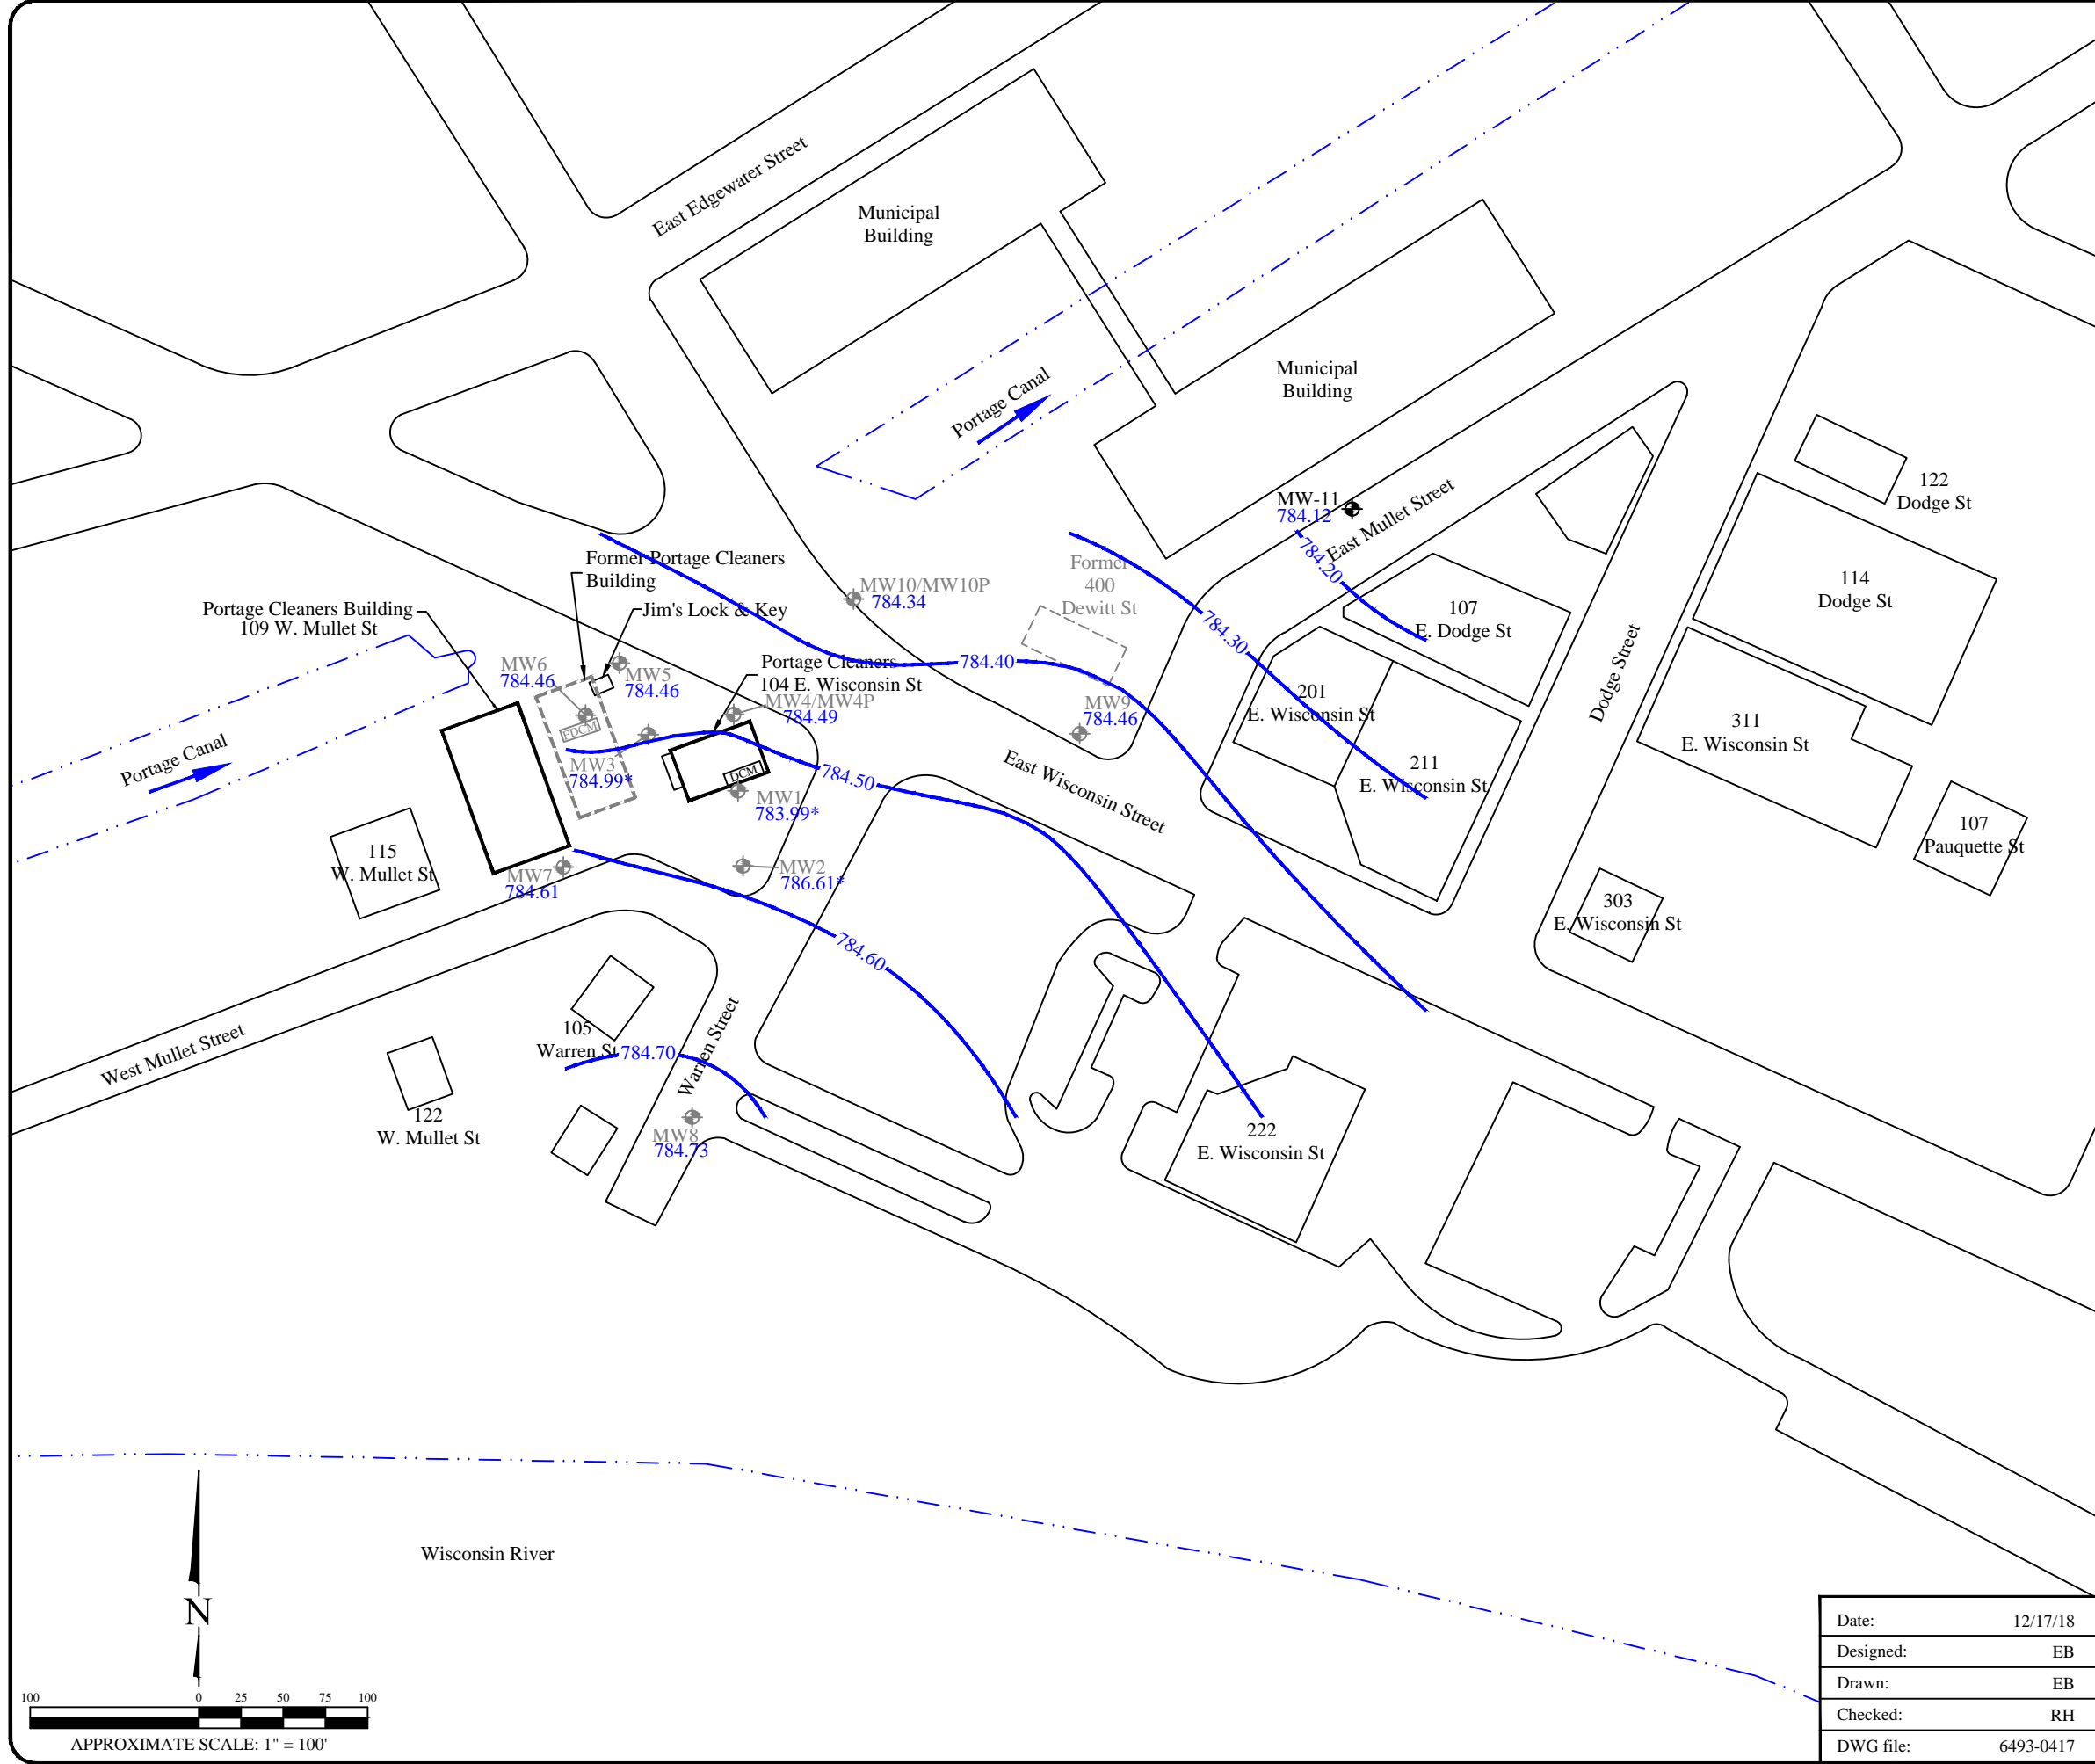 East Edgewater Street
Municipal
Building
Municipal
Building
Portage Canal
MW-11
784.12
East Mullet Street
784.20
122
Dodge St
114
Dodge St
Former Portage Cleaners
Building
Jim's Lock & Key
MW10/MW10P
784.34
Former
400
Dewitt St
107
E. Dodge St
784.30
Portage Cleaners Building
109 W. Mullet St
MW6
784.46
MW5
784.46
Portage Cleaners
104 E. Wisconsin St
784.40
MW4/MW4P
784.49
MW9
784.46
201
E. Wisconsin St
Dodge Street
311
E. Wisconsin St
FDCM
MW3
784.99*
DCM
784.50
MW1
783.99*
East Wisconsin Street
211
E. Wisconsin St
Portage Canal
107
Pauquette St
115
W. Mullet St
MW7
784.61
MW2
786.61*
303
E. Wisconsin St
784.60
105
Warren St
784.70
Warren Street
West Mullet Street
122
W. Mullet St
MW8
784.73
222
E. Wisconsin St
Wisconsin River
N
100 0 25 50 75 100
APPROXIMATE SCALE: 1" = 100'
Date: 12/17/18
Designed: EB
Drawn: EB
Checked: RH
DWG file: 6493-0417